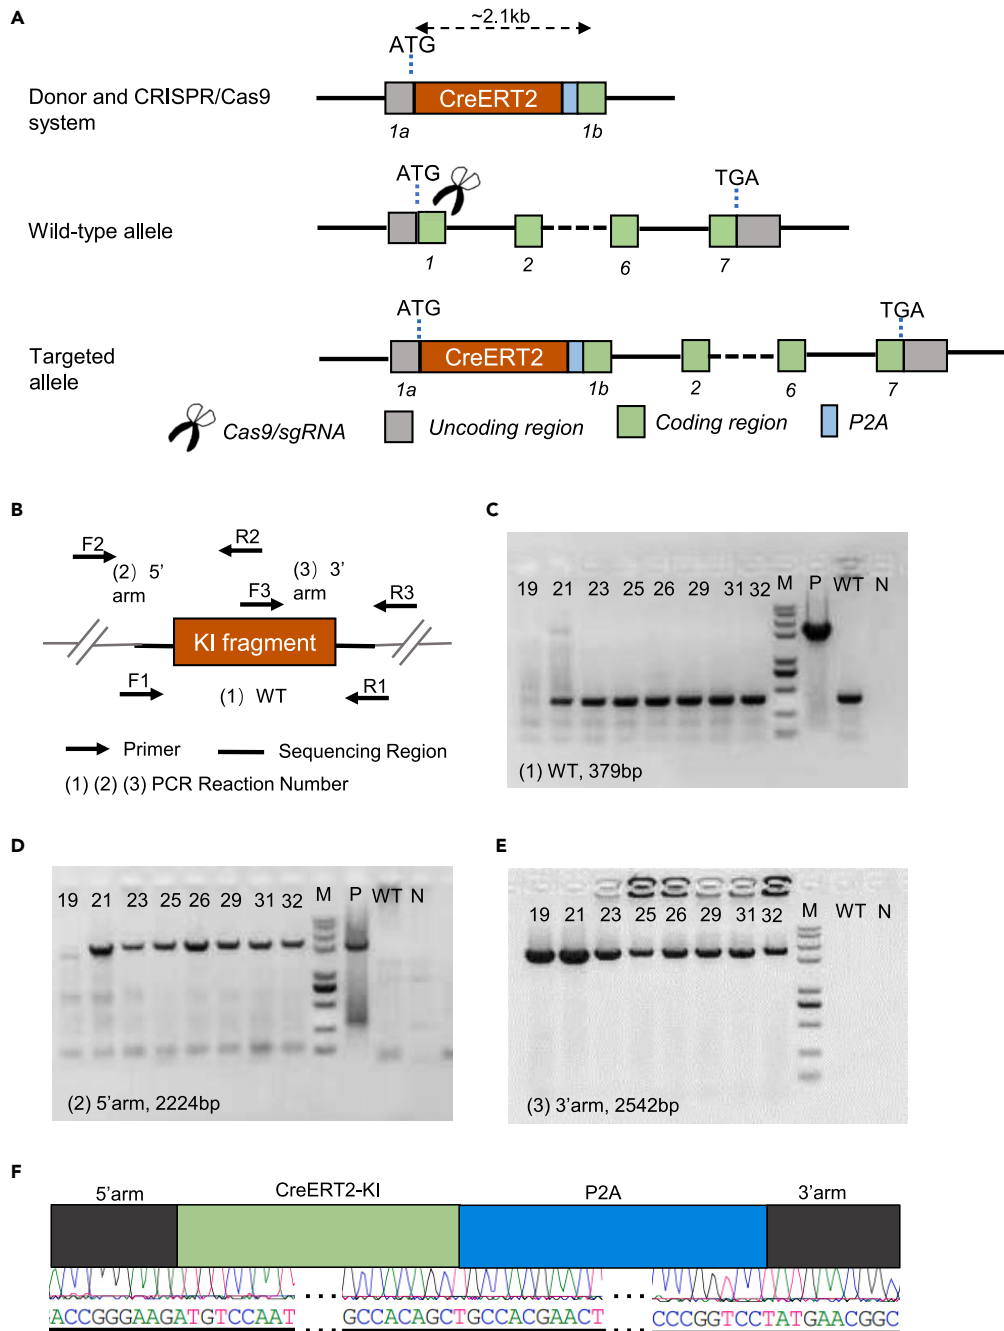 A
~2.1kb
ATG
Donor and CRISPR/Cas9
system
CreERT2
1a
1b
ATG
TGA
Wild-type allele
1
2
6
7
ATG
TGA
Targeted
allele
CreERT2
1a
1b
2
6
7
Cas9/sgRNA
Uncoding region
Coding region
P2A
B
F2
R2
(2) 5'
arm
(3) 3'
arm
F3
R3
KI fragment
F1
(1) WT
R1
Primer
Sequencing Region
(1) (2) (3) PCR Reaction Number
C
19 21 23 25 26 29 31 32 M P WT N
(1) WT, 379bp
D
19 21 23 25 26 29 31 32 M P WT N
(2) 5'arm, 2224bp
E
19 21 23 25 26 29 31 32 M WT N
(3) 3'arm, 2542bp
F
5'arm CreERT2-KI P2A 3'arm
ACCGGGAAGATGTCCAAT .... GCCACAGCTGCCACGAACT .... CCCGGTCCTATGAACGGC